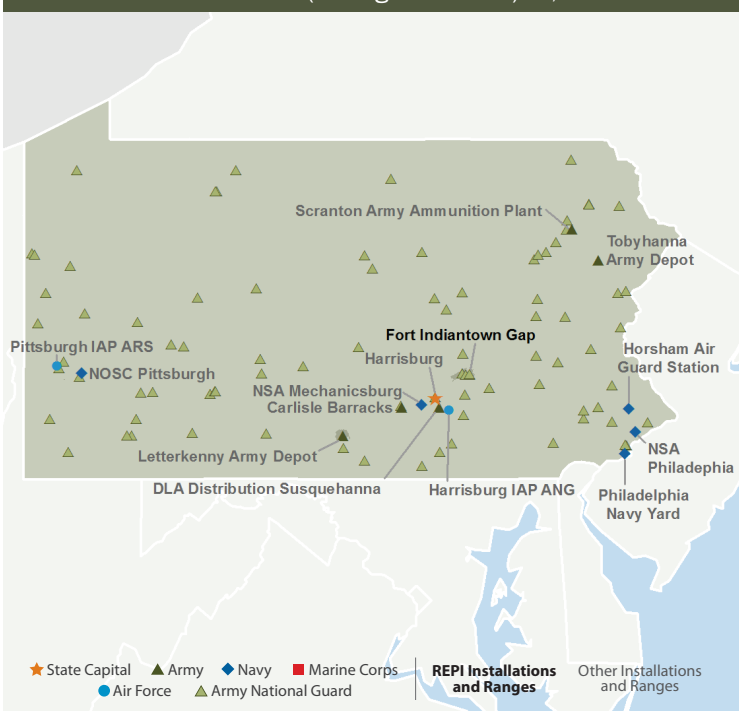 Scranton Army Ammunition Plant
Tobyhanna
Army Depot
Fort Indiantown Gap
Pittsburgh IAP ARS
Harrisburg
Horsham Air
Guard Station
NOSC Pittsburgh
NSA Mechanicsburg
Carlisle Barracks
Letterkenny Army Depot
NSA
Philadephia
DLA Distribution Susquehanna
Harrisburg IAP ANG
Philadelphia
Navy Yard
State Capital
Army
Navy
Marine Corps
Air Force
Army National Guard
REPI Installations
and Ranges
Other Installations
and Ranges